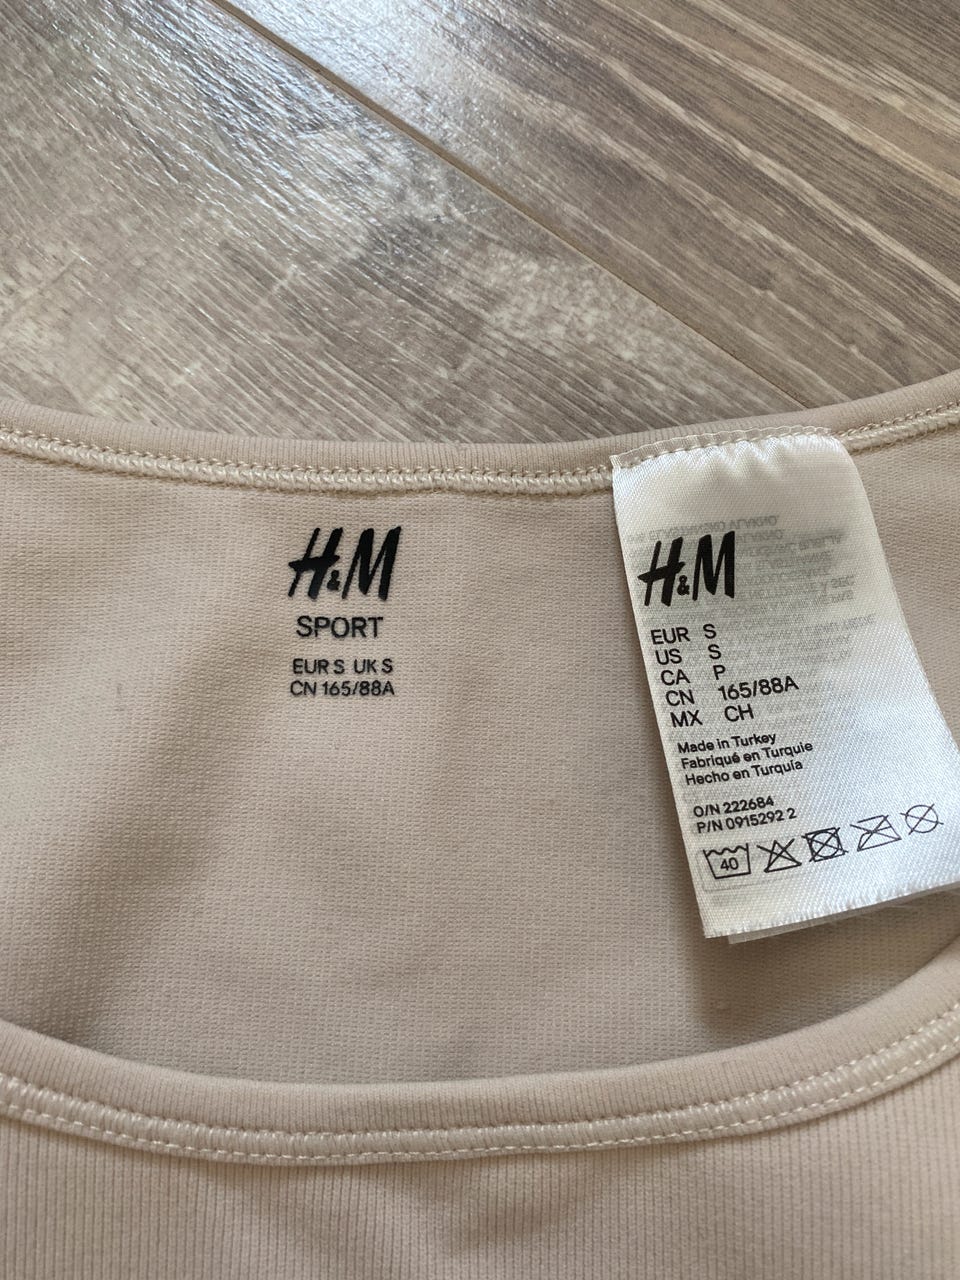 H&M
SPORT
EUR S UK S
CN 165/88A
H&M
EUR S
US S
CA P
CN 165/88A
MX CH
Made in Turkey
Fabriqué en Turquie
Hecho en Turquía
O/N 222684
P/N 0915292 2
40